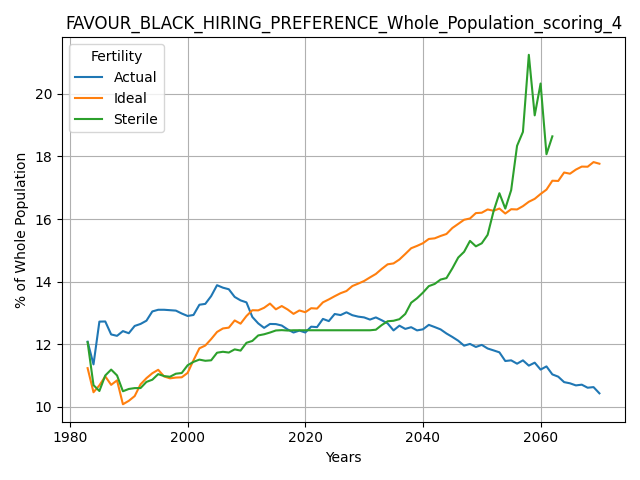 FAVOUR_BLACK_HIRING_PREFERENCE_Whole_Population_scoring_4
Fertility
Actual
Ideal
Sterile
% of Whole Population
20
18
16
14
12
10
1980
2000
2020
2040
2060
Years